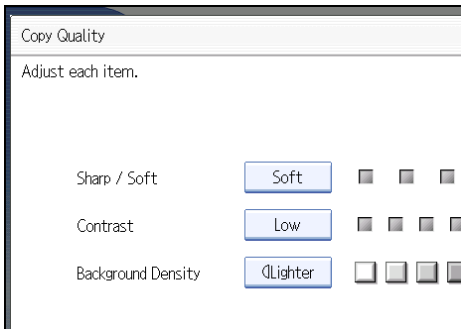 Copy Quality
Adjust each item.
Sharp / Soft Soft
Contrast Low
Background Density Lighter